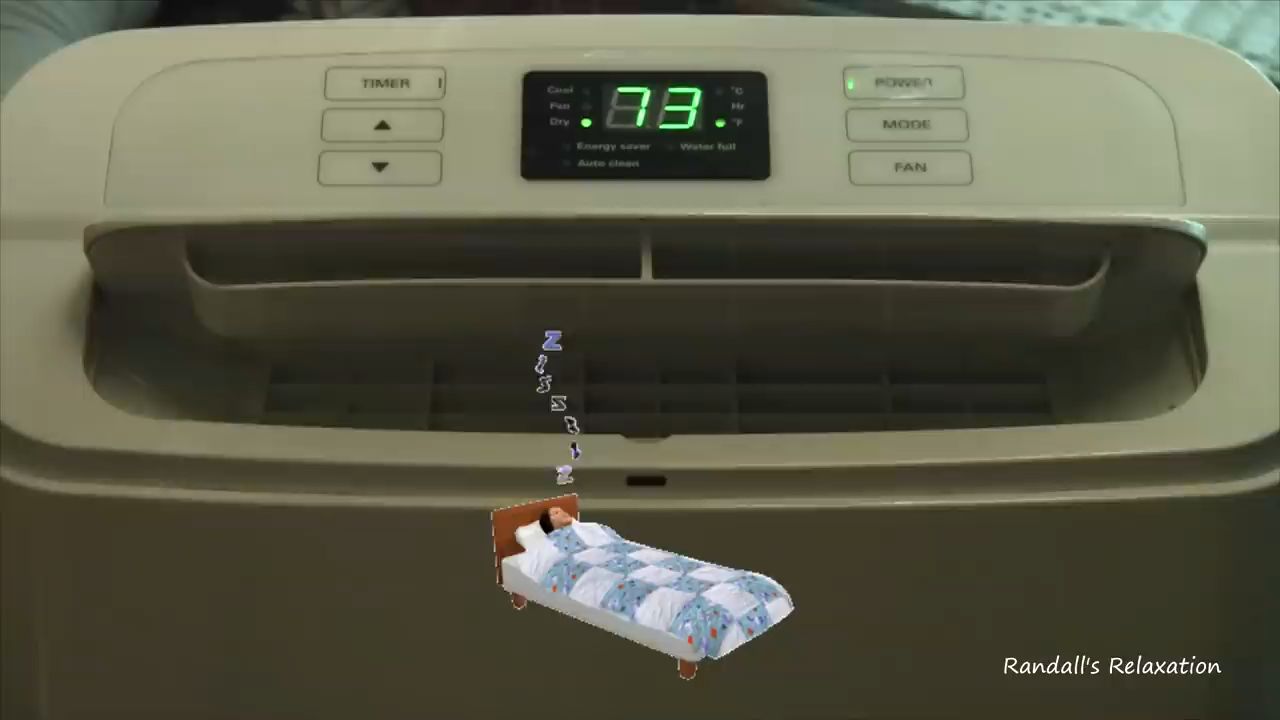 TIMER
POWER
MODE
FAN
Cool
Fan
Dry
73
°C
Hr
°F
Energy saver
Water full
Auto clean
Z
Randall's Relaxation